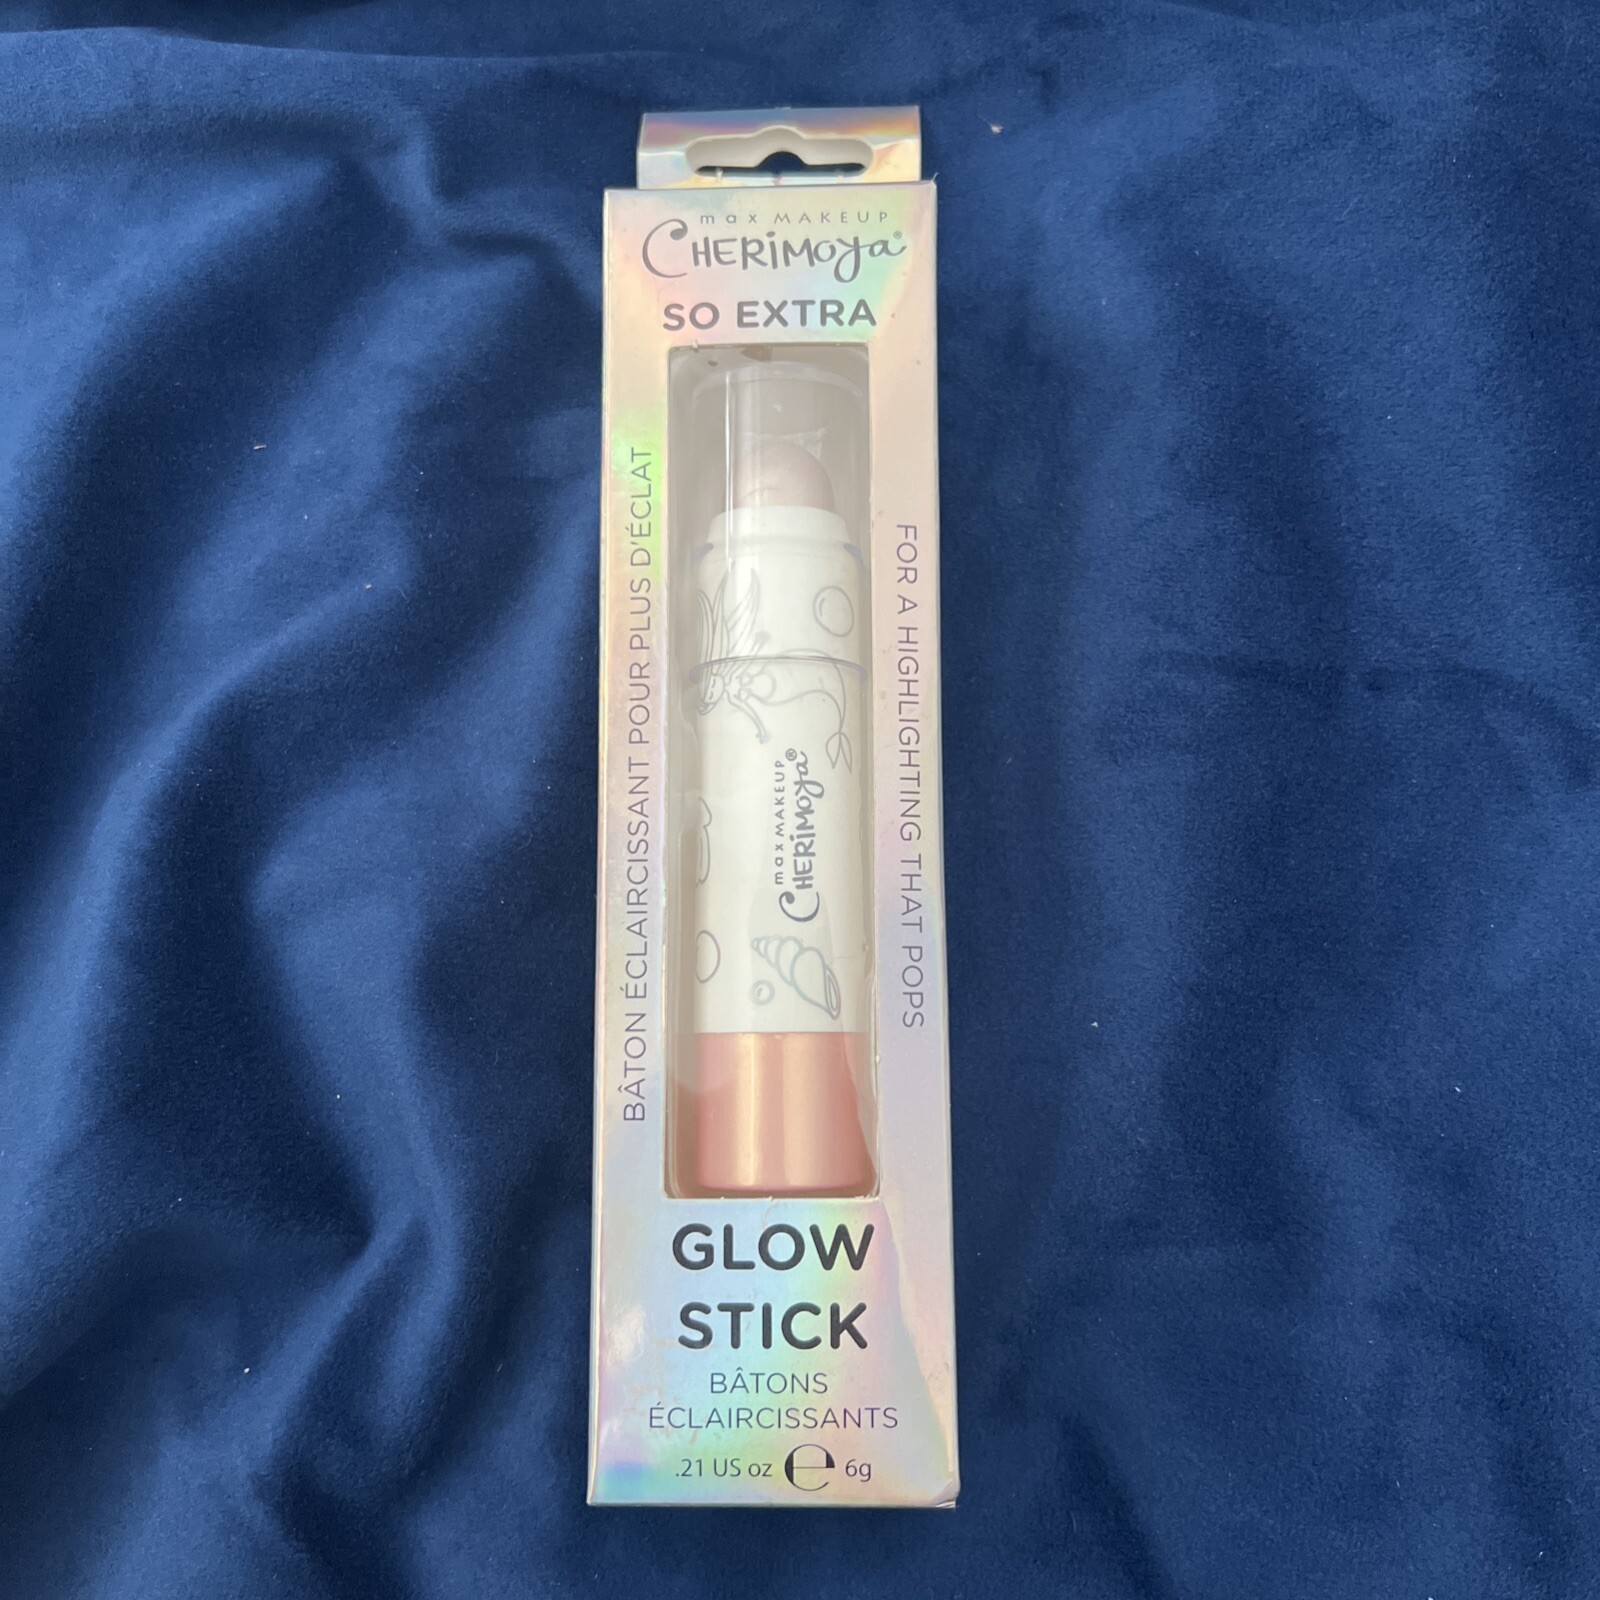 max MAKEUP
CHERiMOya®
SO EXTRA
BÂTON ÉCLAIRCISSANT POUR PLUS D'ÉCLAT
FOR A HIGHLIGHTING THAT POPS
max MAKEUP
CHERiMOya®
GLOW
STICK
BÂTONS
ÉCLAIRCISSANTS
.21 US oz ℮ 6g